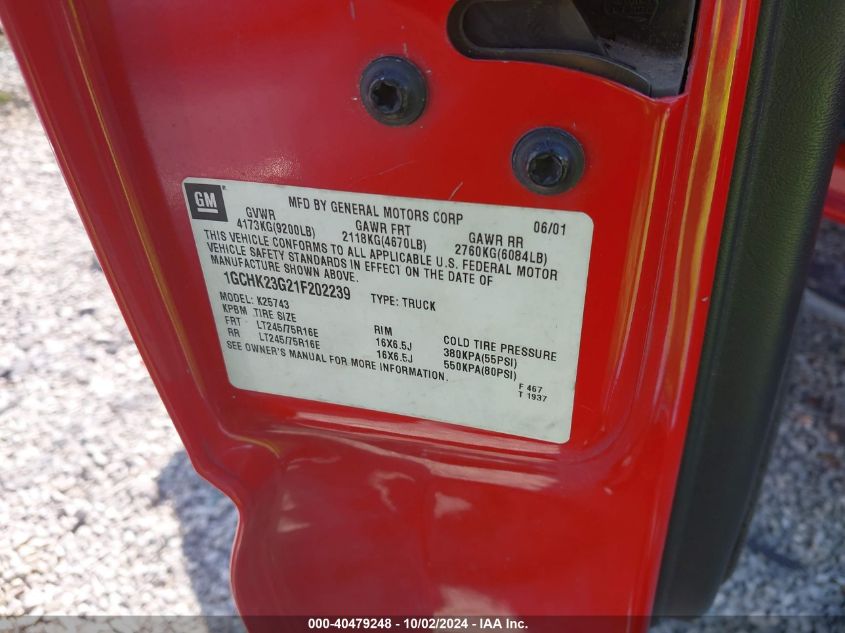 GM
MFD BY GENERAL MOTORS CORP 06/01
GVWR GAWR FRT GAWR RR
4173KG(9200LB) 2118KG(4670LB) 2760KG(6084LB)
THIS VEHICLE CONFORMS TO ALL APPLICABLE U.S. FEDERAL MOTOR
VEHICLE SAFETY STANDARDS IN EFFECT ON THE DATE OF
MANUFACTURE SHOWN ABOVE.
1GCHK23G21F202239
MODEL: K25743 TYPE: TRUCK
KPBM TIRE SIZE RIM COLD TIRE PRESSURE
FRT LT245/75R16E 16X6.5J 380KPA(55PSI)
RR LT245/75R16E 16X6.5J 550KPA(80PSI)
SEE OWNER'S MANUAL FOR MORE INFORMATION.
F 467
T 1937
000-40479248 - 10/02/2024 - IAA Inc.